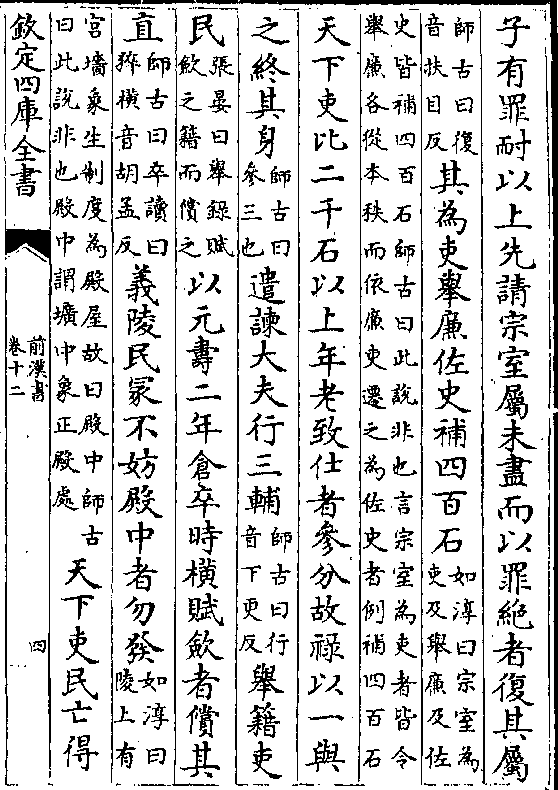 子有罪耐以上先請宗室屬未盡而以罪絕者復其屬
師古曰復音扶目反其為吏舉廉佐史補四百石如淳曰宗室為吏及舉廉及佐
史皆補四百石師古曰此說非也言宗室為吏者皆令舉廉各從本秩而依廉吏遷之為佐史者例補四百石
天下吏比二千石以上年老致仕者參分故祿以一與
之終其身師古曰參三也遣諫大夫行三輔師古曰行音下更反舉籍吏
民張晏曰舉錄賦斂之籍而償之以元壽二年倉卒時橫賦斂者償其
直師古曰卒讀曰猝橫音胡孟反義陵民冢不妨殿中者勿發如淳曰陵上有
宮墻象生制度為殿屋故曰殿中師古曰此說非也殿中謂壙中象正殿處天下吏民亡得
欽定四庫全書
前漢書
卷十二
四